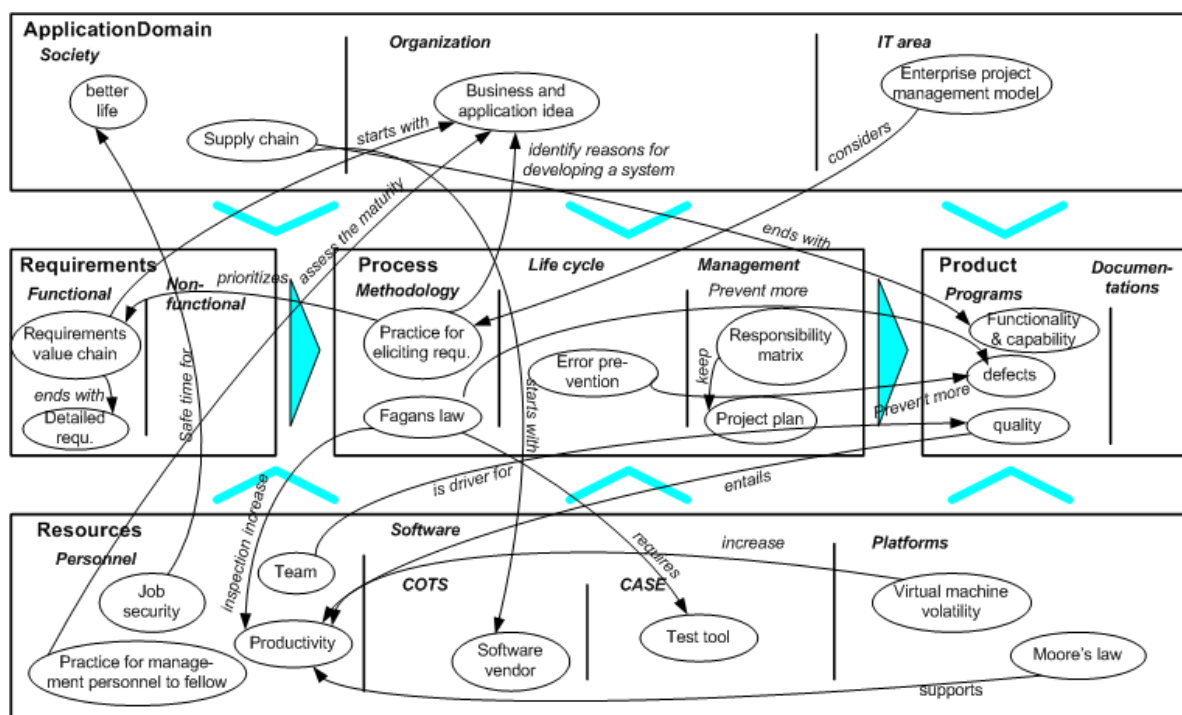 ApplicationDomain
Society
Organization
IT area
better
life
Supply chain
starts with
Business and
application idea
identify reasons for
developing a system
Enterprise project
management model
considers
assess the maturity
ends with
Requirements
Functional
Non-
functional
prioritizes
Requirements
value chain
ends with
Detailed
requ.
Safe time for
Process
Methodology
Life cycle
Management
Prevent more
Practice for
eliciting requ.
Fagans law
Error pre-
vention
Responsibility
matrix
keep
Project plan
starts with
Product
Programs
Documen-
tations
Functionality
& capability
defects
Prevent more
quality
is driver for
entails
Resources
Personnel
Job
security
Practice for manage-
ment personnel to fellow
inspection increase
Team
Productivity
Software
COTS
Software
vendor
CASE
requires
Test tool
increase
Platforms
Virtual machine
volatility
Moore's law
supports